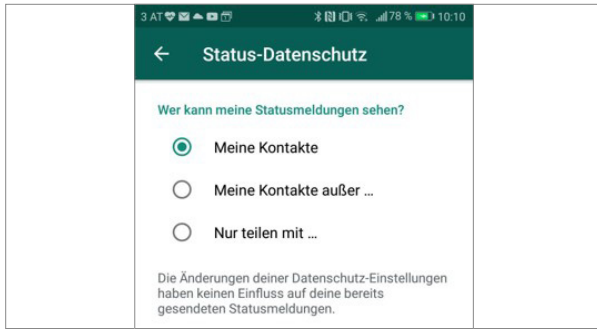 3 AT 78 % 10:10
Status-Datenschutz
Wer kann meine Statusmeldungen sehen?
Meine Kontakte
Meine Kontakte außer ...
Nur teilen mit ...
Die Änderungen deiner Datenschutz-Einstellungen
haben keinen Einfluss auf deine bereits
gesendeten Statusmeldungen.